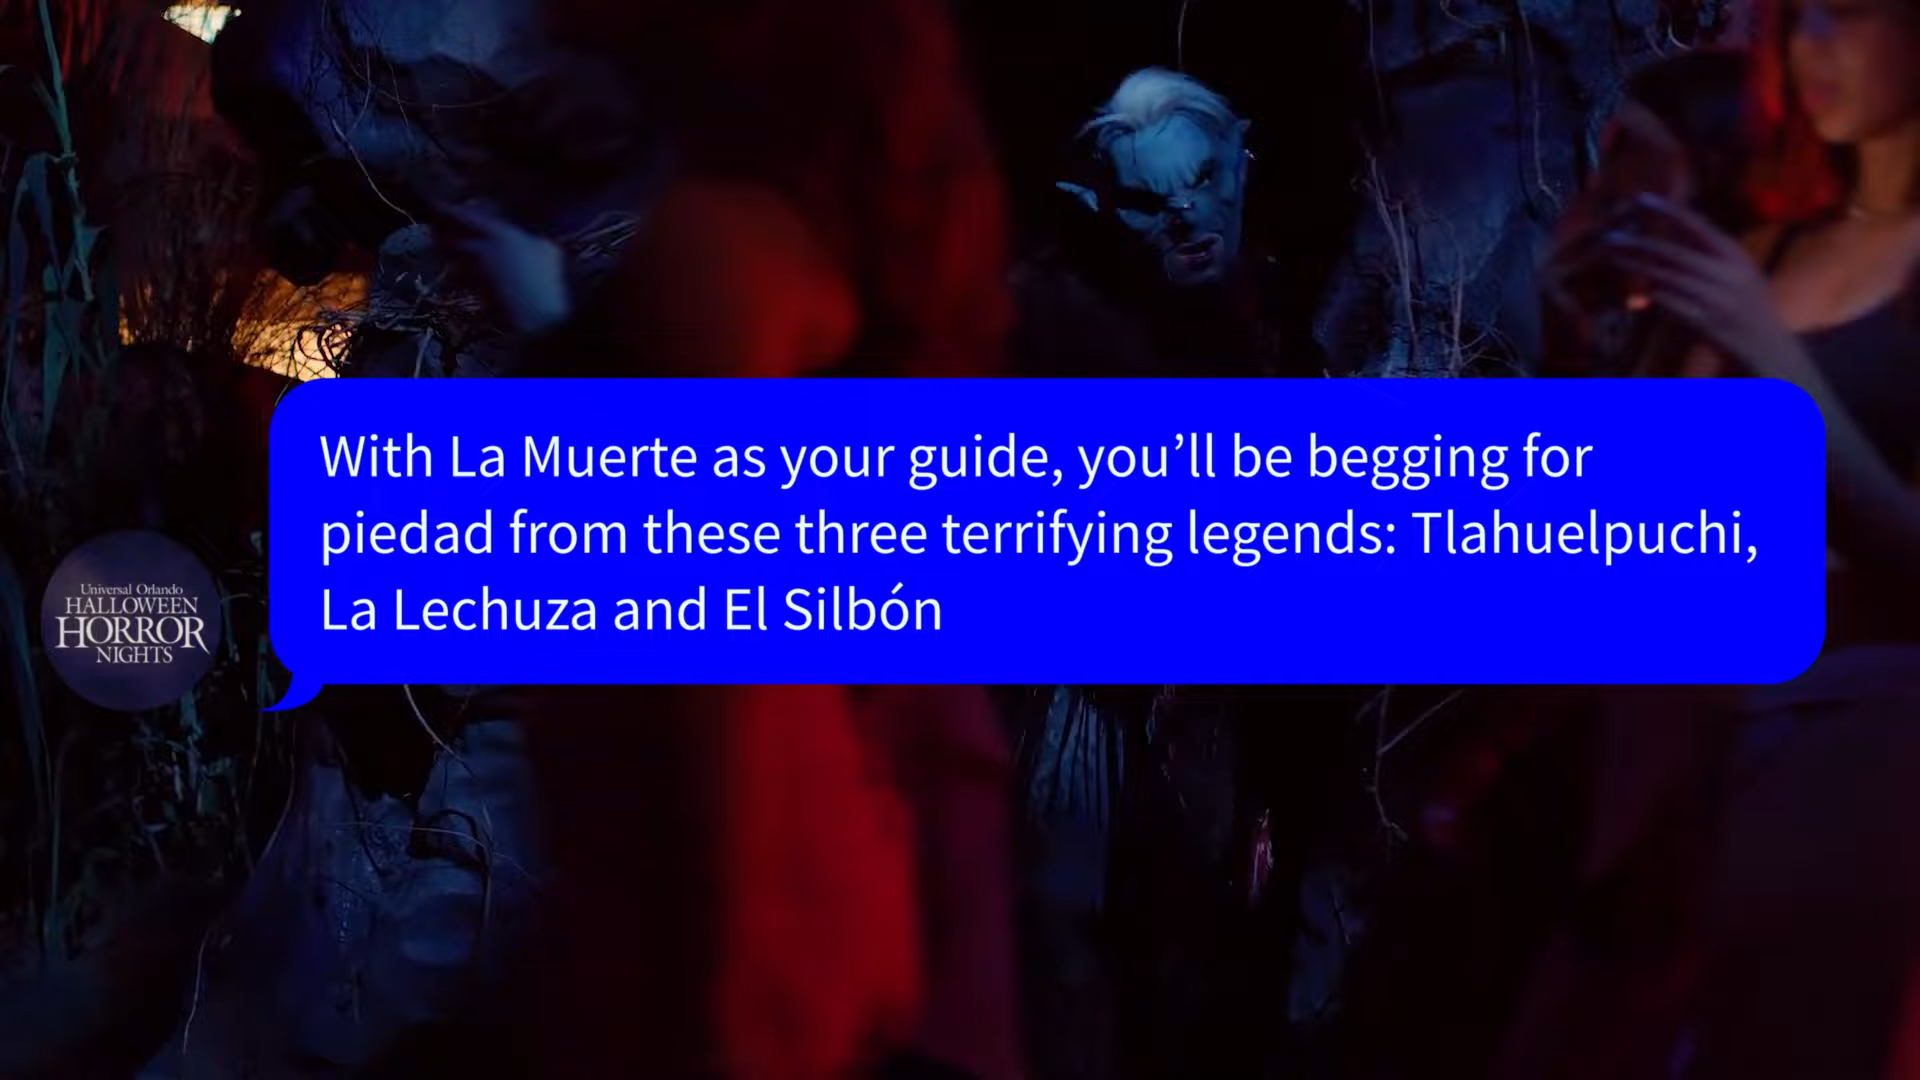 With La Muerte as your guide, you’ll be begging for
piedad from these three terrifying legends: Tlahuelpuchi,
La Lechuza and El Silbón
Universal Orlando
HALLOWEEN
HORROR
NIGHTS